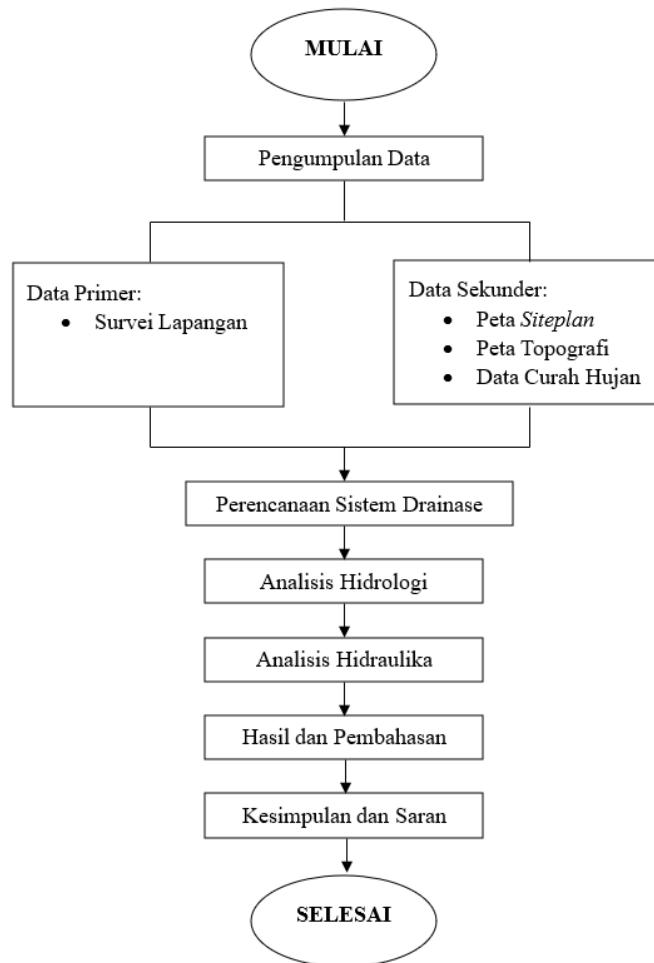 MULAI
Pengumpulan Data
Data Primer:
• Survei Lapangan
Data Sekunder:
• Peta Siteplan
• Peta Topografi
• Data Curah Hujan
Perencanaan Sistem Drainase
Analisis Hidrologi
Analisis Hidraulika
Hasil dan Pembahasan
Kesimpulan dan Saran
SELESAI